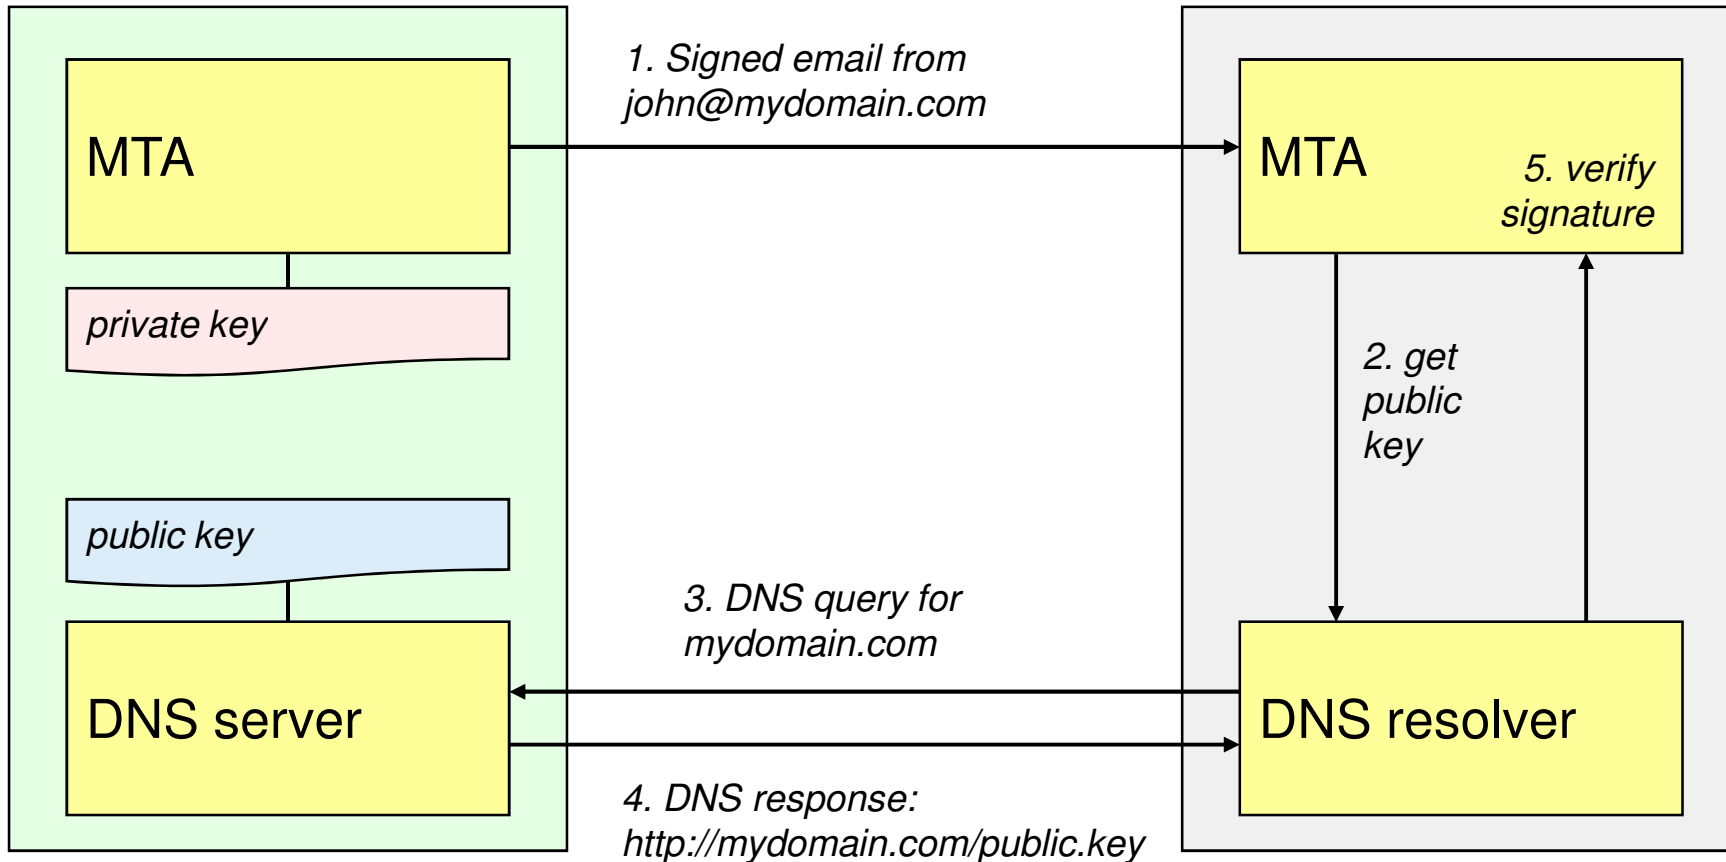 1. Signed email from
john@mydomain.com
MTA
MTA
5. verify
signature
private key
2. get
public
key
public key
3. DNS query for
mydomain.com
DNS server
DNS resolver
4. DNS response:
http://mydomain.com/public.key